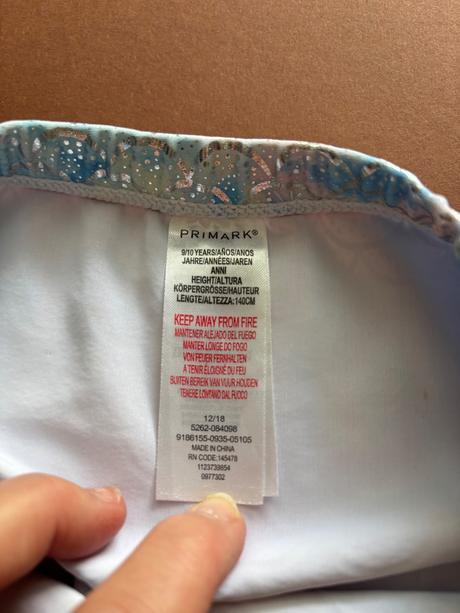 PRIMARK®
9/10 YEARS/AÑOS/ANOS
JAHRE/ANNÉES/JAREN
ANNI
HEIGHT/ALTURA
KÖRPERGRÖSSE/HAUTEUR
LENGTE/ALTEZZA:140CM
KEEP AWAY FROM FIRE
MANTENER ALEJADO DEL FUEGO
MANTER LONGE DO FOGO
VON FEUER FERNHALTEN
A TENIR ÉLOIGNÉ DU FEU
BUITEN BEREIK VAN VUUR HOUDEN
TENERE LONTANO DAL FUOCO
12/18
5262-084098
9186155-0935-05105
MADE IN CHINA
RN CODE:145478
1123739854
0977302